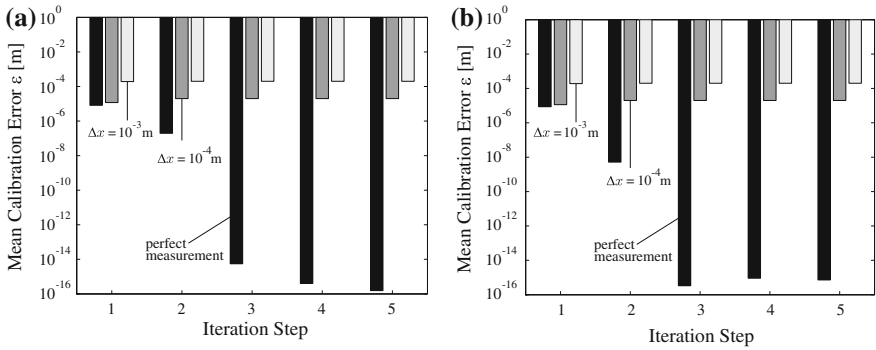 (a)
Mean Calibration Error ε [m]
10^0
10^-2
10^-4
10^-6
10^-8
10^-10
10^-12
10^-14
10^-16
Δx = 10^-3 m
Δx = 10^-4 m
perfect
measurement
1 2 3 4 5
Iteration Step
(b)
Mean Calibration Error ε [m]
10^0
10^-2
10^-4
10^-6
10^-8
10^-10
10^-12
10^-14
10^-16
Δx = 10^-3 m
Δx = 10^-4 m
perfect
measurement
1 2 3 4 5
Iteration Step